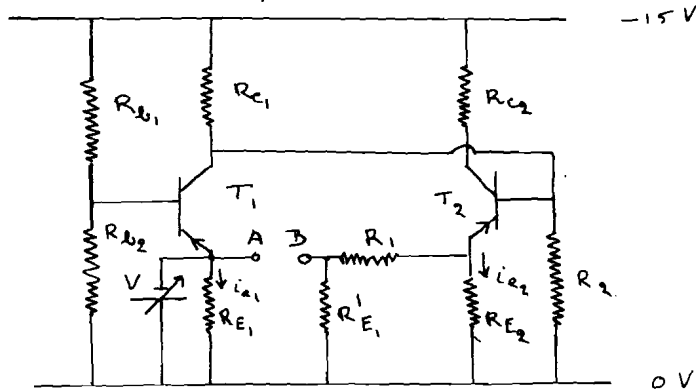 -15 V
R_b1
R_c1
R_c2
T_1
T_2
A
B
R_1
V
i_e1
i_e2
R_b2
R_E1
R'_E1
R_E2
R_2
0 V